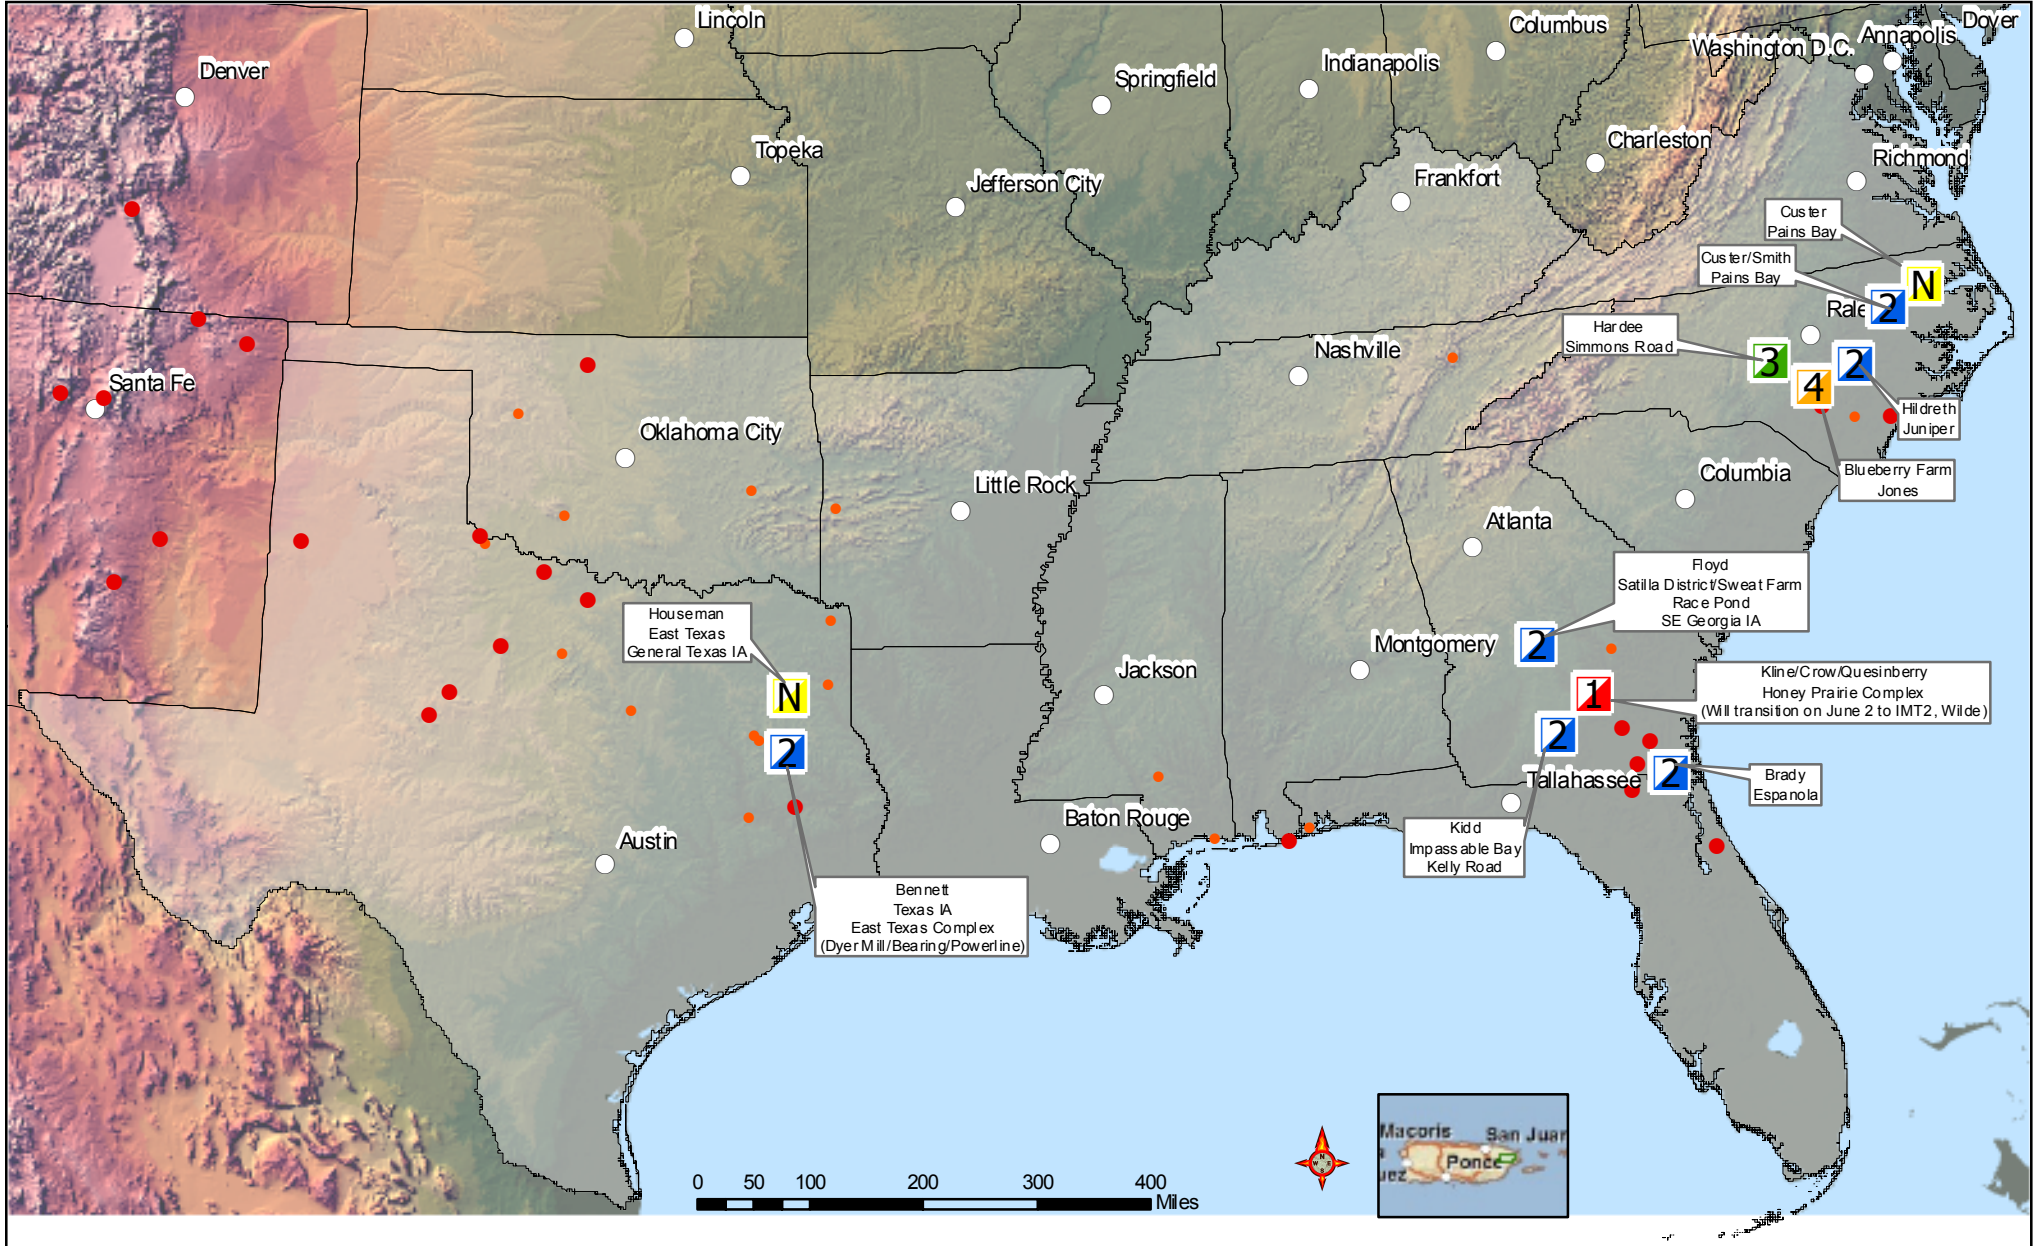 Lincoln
Columbus
Dover
Annapolis
Washington D.C.
Denver
Springfield
Indianapolis
Topeka
Charleston
Richmond
Jefferson City
Frankfort
Custer
Pains Bay
Custer/Smith
Pains Bay
N
2
Rale
Hardee
Simmons Road
Nashville
3
2
4
Santa Fe
Hildreth
Juniper
Oklahoma City
Little Rock
Columbia
Blueberry Farm
Jones
Atlanta
Floyd
Satilla District/Sweat Farm
Race Pond
SE Georgia IA
Houseman
East Texas
General Texas IA
2
Montgomery
Jackson
Kline/Crow/Quesinberry
Honey Prairie Complex
(Will transition on June 2 to IMT2, Wilde)
N
1
2
2
Tallahassee
2
Brady
Espanola
Baton Rouge
Austin
Kidd
Impassable Bay
Kelly Road
Bennett
Texas IA
East Texas Complex
(Dyer Mill/Bearing/Powerline)
Macoris
San Juan
Ponce
uez
N
W E
S
0 50 100 200 300 400
Miles